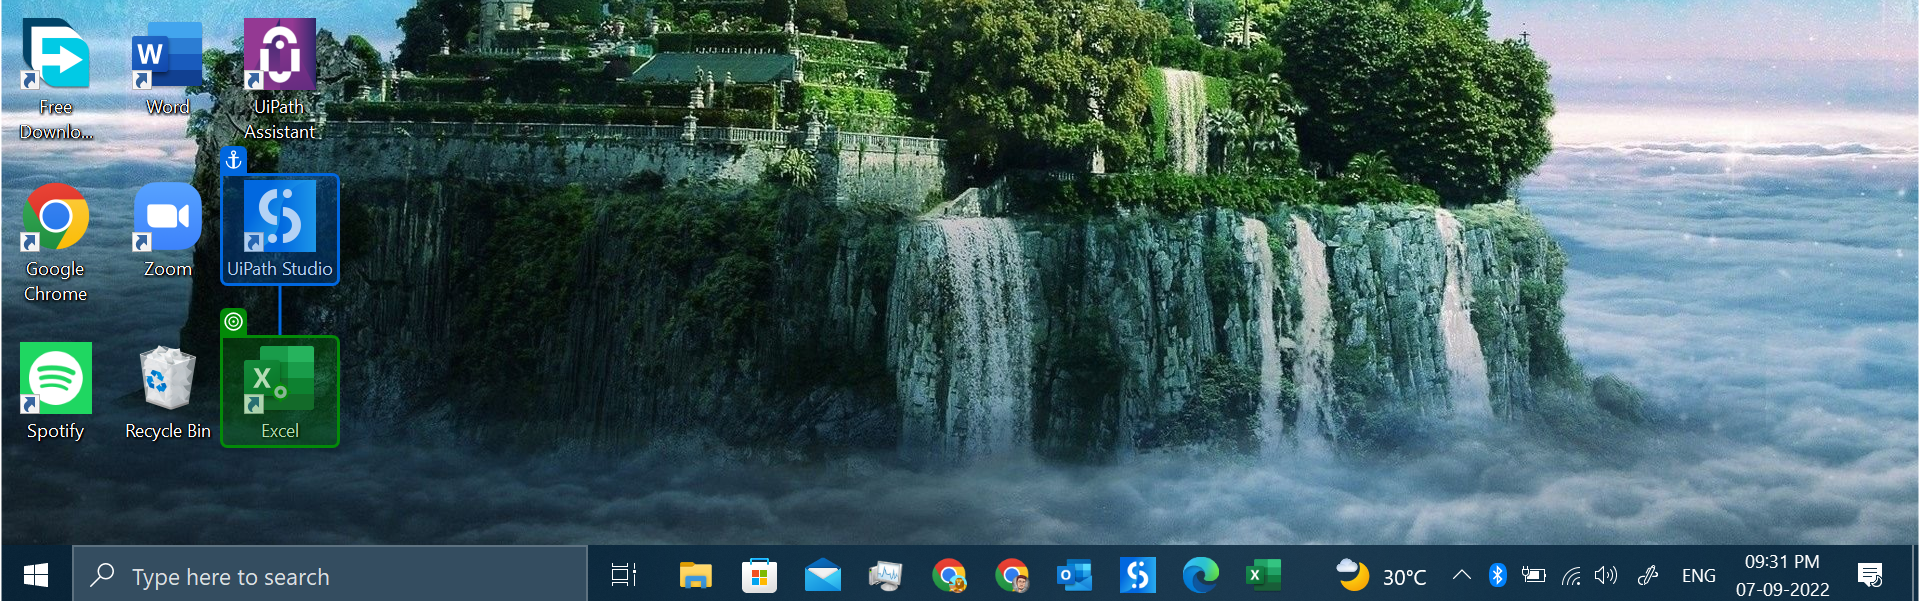 Free
Downlo...
Word
UiPath
Assistant
Google
Chrome
Zoom
UiPath Studio
Spotify
Recycle Bin
Excel
Type here to search
30°C
ENG
09:31 PM
07-09-2022